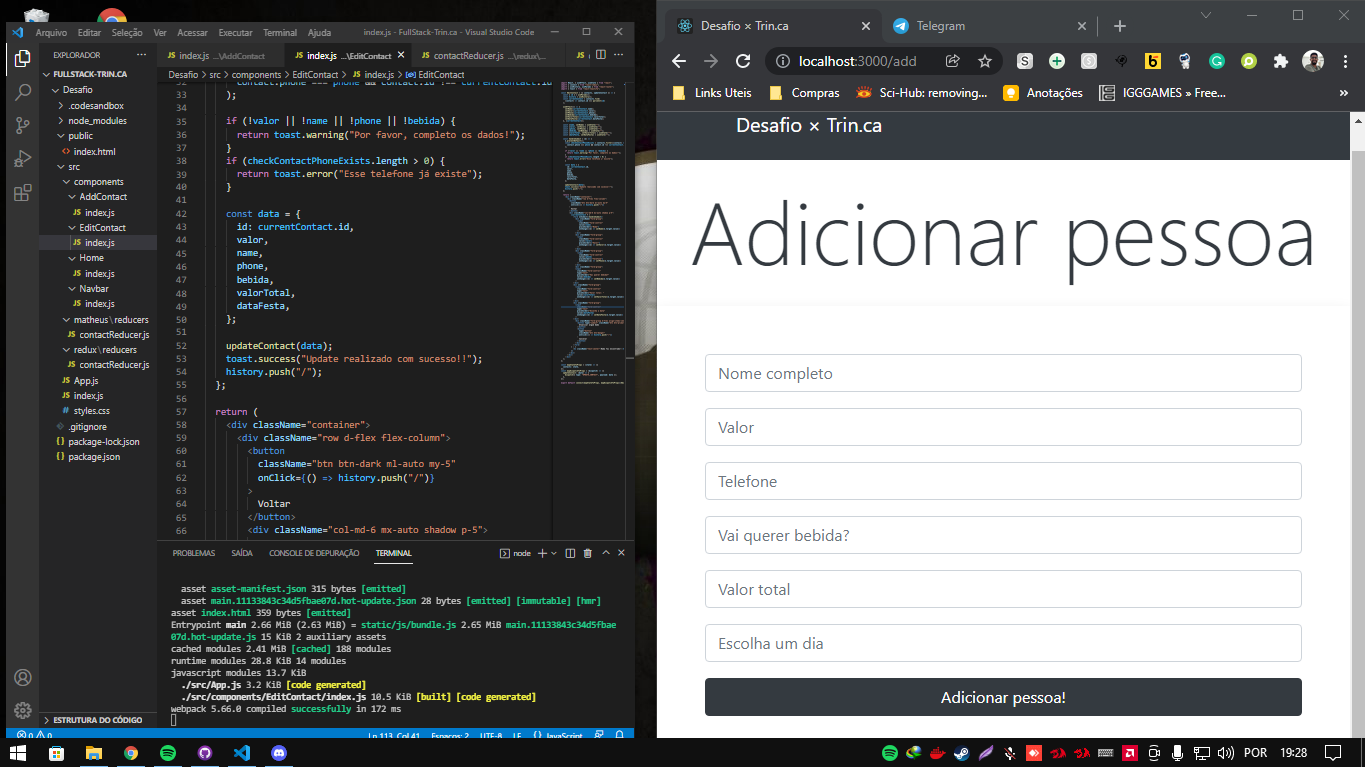 Arquivo Editar Seleção Ver Acessar Executar Terminal Ajuda index.js - FullStack-Trin.ca - Visual Studio Code
EXPLORADOR
FULLSTACK-TRIN.CA
Desafio
.codesandbox
node_modules
public
index.html
src
components
AddContact
index.js
EditContact
index.js
Home
index.js
Navbar
index.js
matheus\reducers
contactReducer.js
redux\reducers
contactReducer.js
App.js
index.js
styles.css
.gitignore
package-lock.json
package.json
ESTRUTURA DO CÓDIGO
index.js ...\AddContact
index.js ...\EditContact
contactReducer.js ...\redux\...
Desafio > src > components > EditContact > index.js > EditContact
33 );
34
35 if (!valor || !name || !phone || !bebida) {
36 return toast.warning("Por favor, completo os dados!");
37 }
38 if (checkContactPhoneExists.length > 0) {
39 return toast.error("Esse telefone já existe");
40 }
41
42 const data = {
43 id: currentContact.id,
44 valor,
45 name,
46 phone,
47 bebida,
48 valorTotal,
49 dataFesta,
50 };
51
52 updateContact(data);
53 toast.success("Update realizado com sucesso!!");
54 history.push("/");
55 };
56
57 return (
58 <div className="container">
59 <div className="row d-flex flex-column">
60 <button
61 className="btn btn-dark ml-auto my-5"
62 onClick={() => history.push("/")}
63 >
64 Voltar
65 </button>
66 <div className="col-md-6 mx-auto shadow p-5">
PROBLEMAS SAÍDA CONSOLE DE DEPURAÇÃO TERMINAL node
asset asset-manifest.json 315 bytes [emitted]
asset main.11133843c34d5fbae07d.hot-update.json 28 bytes [emitted] [immutable] [hmr]
asset index.html 359 bytes [emitted]
Entrypoint main 2.66 MiB (2.63 MiB) = static/js/bundle.js 2.65 MiB main.11133843c34d5fbae
07d.hot-update.js 15 KiB 2 auxiliary assets
cached modules 2.41 MiB [cached] 188 modules
runtime modules 28.8 KiB 14 modules
javascript modules 13.7 KiB
./src/App.js 3.2 KiB [code generated]
./src/components/EditContact/index.js 10.5 KiB [built] [code generated]
webpack 5.66.0 compiled successfully in 172 ms
0 0 Ln 113, Col 41 Espaços: 2 UTF-8 LF JavaScript
Desafio × Trin.ca
Telegram
localhost:3000/add
Links Uteis
Compras
Sci-Hub: removing...
Anotações
IGGGAMES » Free...
»
Desafio × Trin.ca
Adicionar pessoa
Nome completo
Valor
Telefone
Vai querer bebida?
Valor total
Escolha um dia
Adicionar pessoa!
POR 19:28